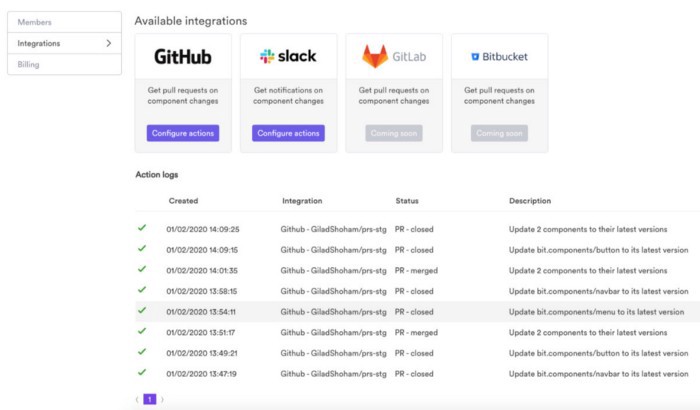 Members
Integrations
Billing
Available integrations
GitHub
slack
GitLab
Bitbucket
Get pull requests on
component changes
Get notifications on
component changes
Get pull requests on
component changes
Get pull requests on
component changes
Configure actions
Configure actions
Coming soon
Coming soon
Action logs
Created Integration Status Description
01/02/2020 14:09:25 Github - GiladShoham/prs-stg PR - closed Update 2 components to their latest versions
01/02/2020 14:09:15 Github - GiladShoham/prs-stg PR - closed Update bit.components/button to its latest version
01/02/2020 14:01:35 Github - GiladShoham/prs-stg PR - merged Update 2 components to their latest versions
01/02/2020 13:58:15 Github - GiladShoham/prs-stg PR - closed Update bit.components/navbar to its latest version
01/02/2020 13:54:11 Github - GiladShoham/prs-stg PR - closed Update bit.components/menu to its latest version
01/02/2020 13:51:17 Github - GiladShoham/prs-stg PR - merged Update 2 components to their latest versions
01/02/2020 13:49:21 Github - GiladShoham/prs-stg PR - closed Update bit.components/button to its latest version
01/02/2020 13:47:19 Github - GiladShoham/prs-stg PR - closed Update bit.components/navbar to its latest version
1